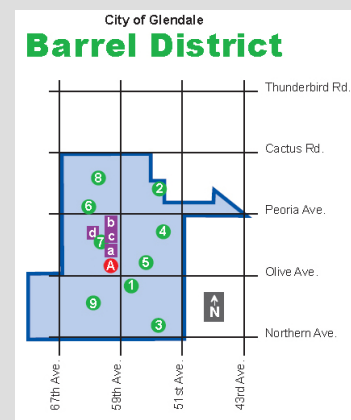 City of Glendale
Barrel District
Thunderbird Rd.
Cactus Rd.
8
2
6
Peoria Ave.
b
d
c
4
7
a
A
5
Olive Ave.
1
9
N
3
Northern Ave.
67th Ave.
59th Ave.
51st Ave.
43rd Ave.